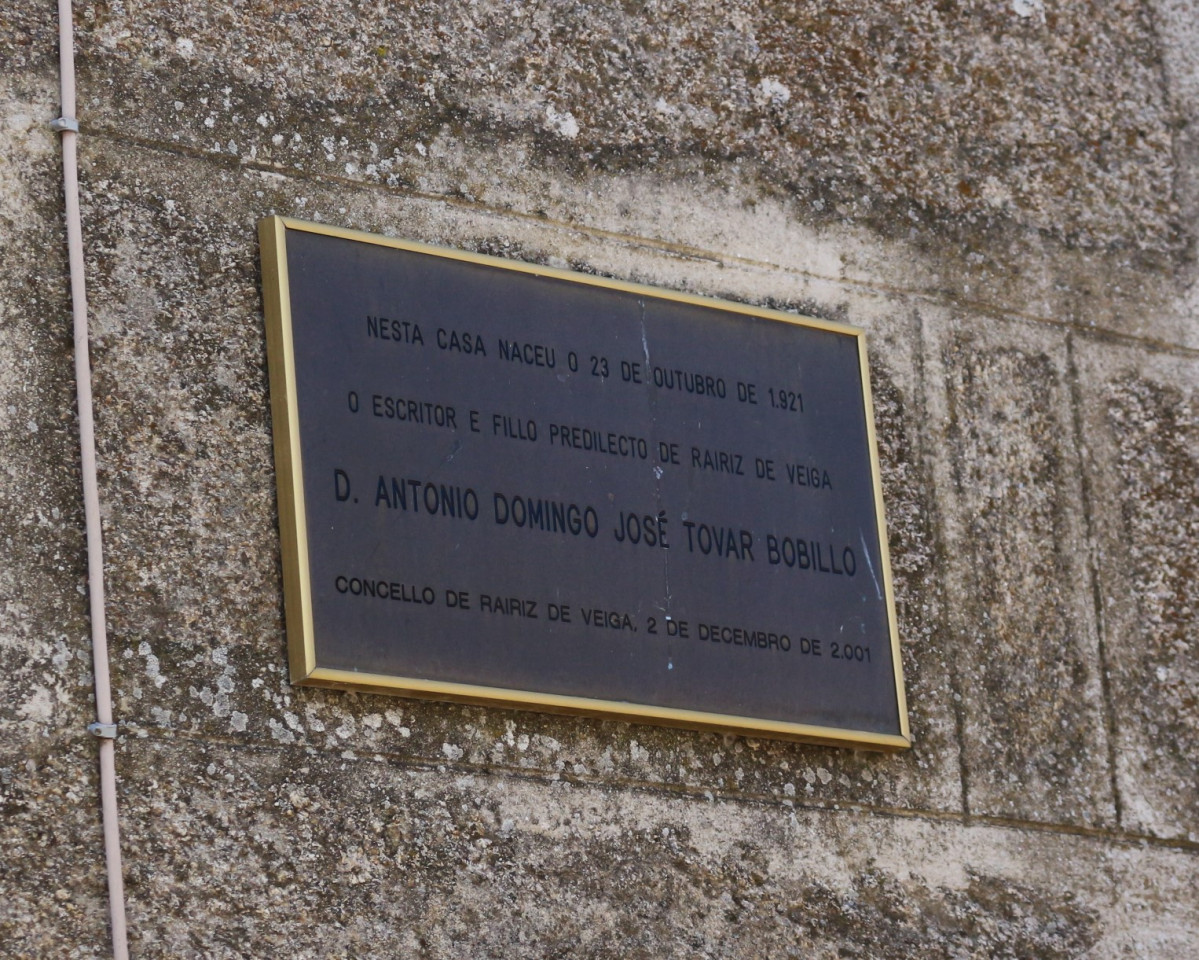 NESTA CASA NACEU O 23 DE OUTUBRO DE 1.921
O ESCRITOR E FILLO PREDILECTO DE RAIRIZ DE VEIGA
D. ANTONIO DOMINGO JOSÉ TOVAR BOBILLO
CONCELLO DE RAIRIZ DE VEIGA, 2 DE DECEMBRO DE 2.001